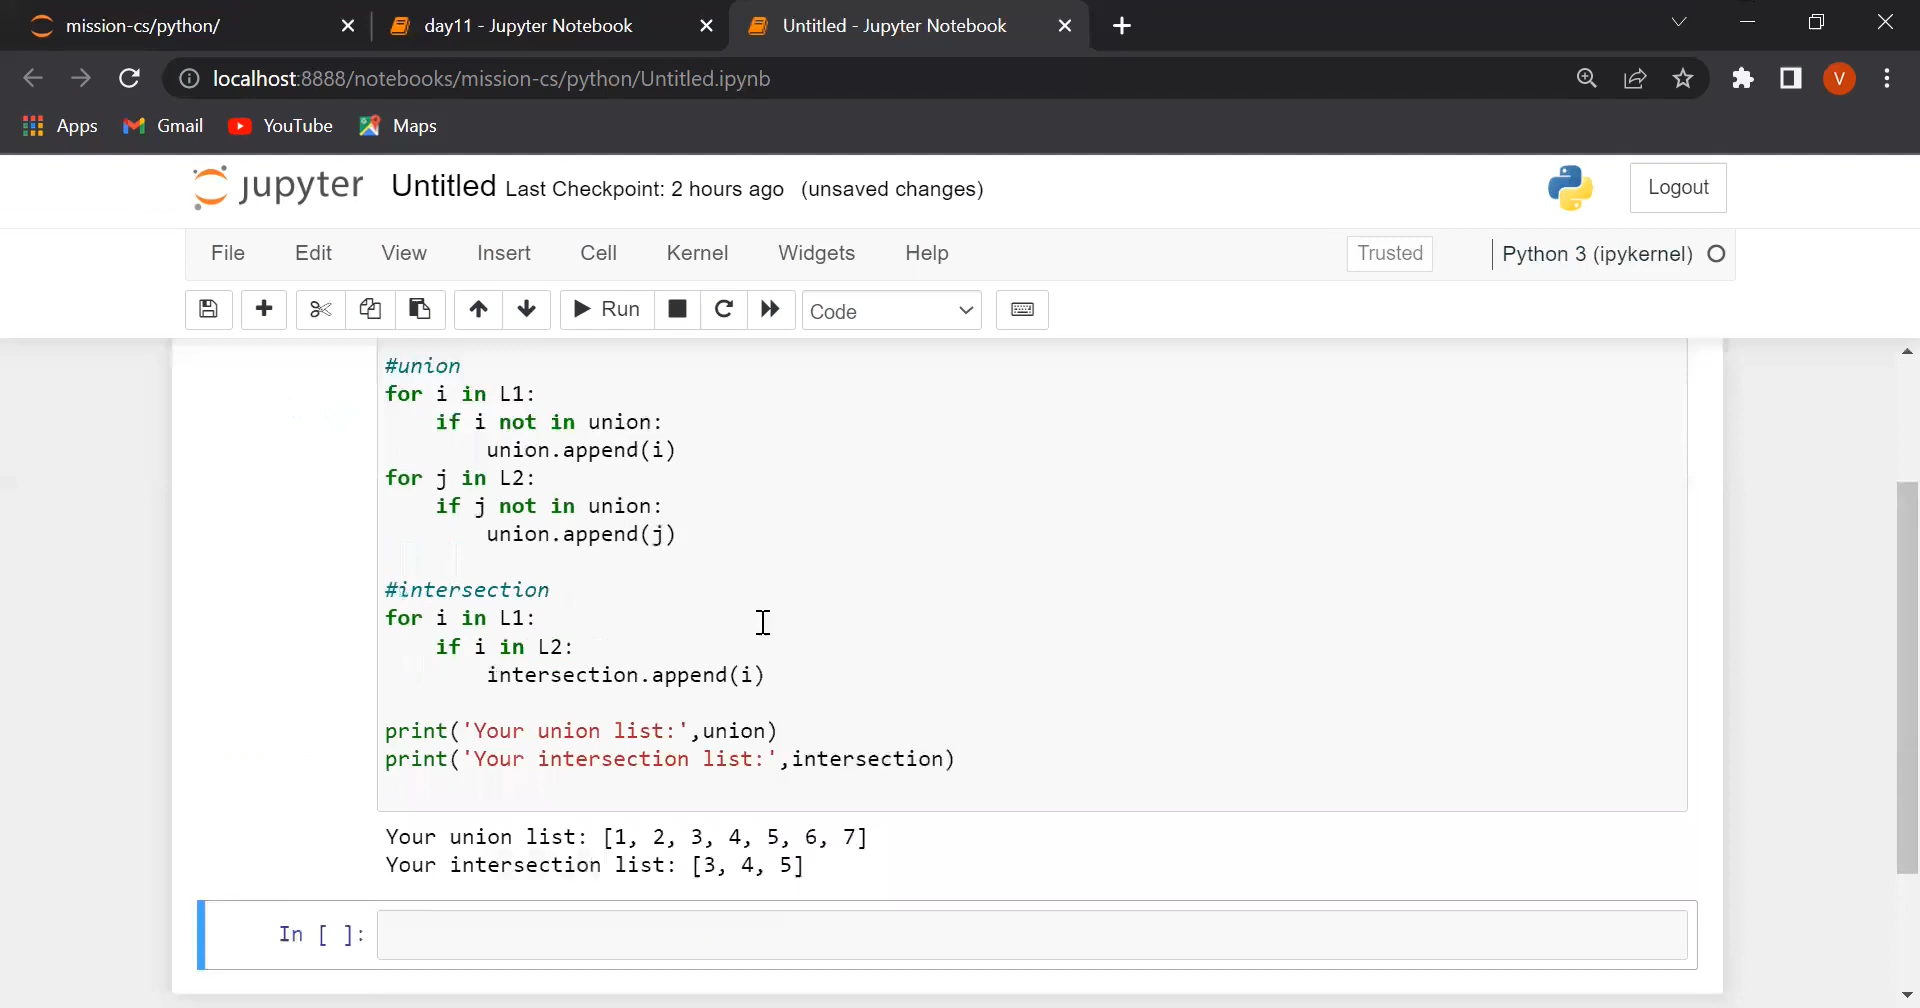 mission-cs/python/
day11 - Jupyter Notebook
Untitled - Jupyter Notebook
localhost:8888/notebooks/mission-cs/python/Untitled.ipynb
V
Apps
Gmail
YouTube
Maps
jupyter
Untitled Last Checkpoint: 2 hours ago (unsaved changes)
Logout
File Edit View Insert Cell Kernel Widgets Help
Trusted
Python 3 (ipykernel)
Run
Code
#union
for i in L1:
    if i not in union:
        union.append(i)
for j in L2:
    if j not in union:
        union.append(j)
#intersection
for i in L1:
    if i in L2:
        intersection.append(i)
print('Your union list:',union)
print('Your intersection list:',intersection)
Your union list: [1, 2, 3, 4, 5, 6, 7]
Your intersection list: [3, 4, 5]
In [ ]: